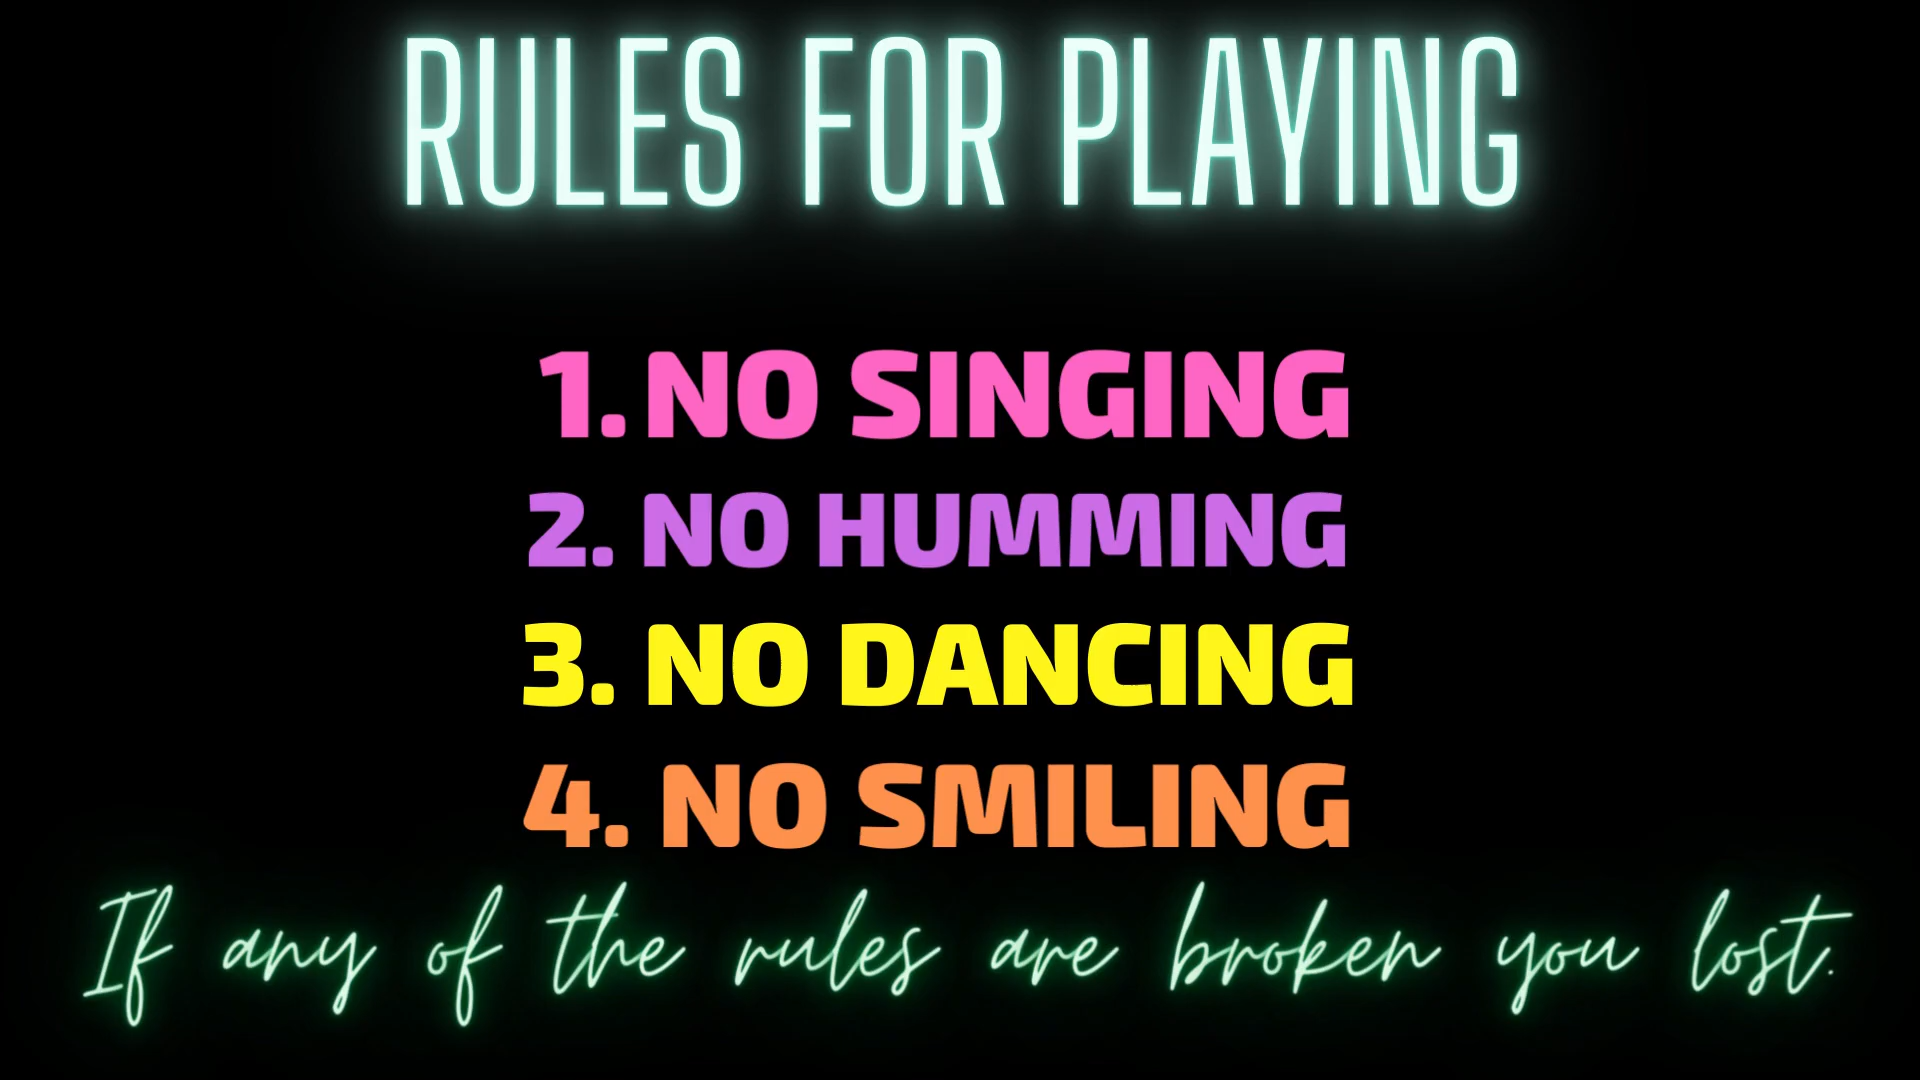 RULES FOR PLAYING
1. NO SINGING
2. NO HUMMING
3. NO DANCING
4. NO SMILING
If any of the rules are broken you lost.